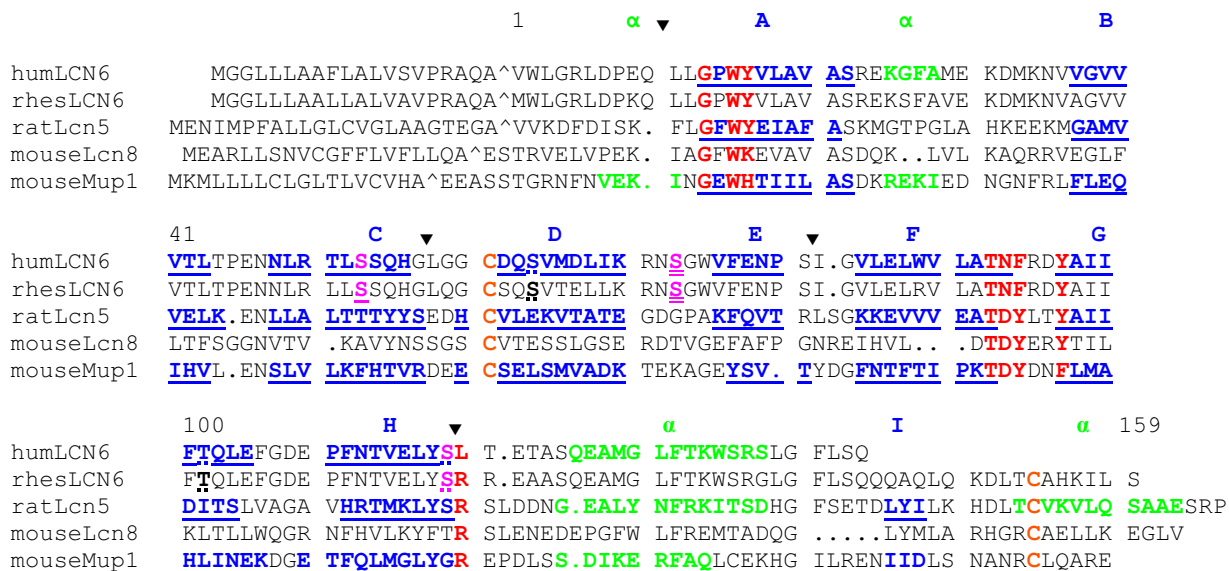 1 α ▼ A α B
humLCN6 MGGLLLAAFLALVSVPRAQA^VWLGRLDPEQ LLGPWYVLAV ASREKGFAME KDMKNVVGVV
rhesLCN6 MGGLLLAALLALVAVPRAQA^MWLGRLDPKQ LLGPWYVLAV ASREKSFAVE KDMKNVAGVV
ratLcn5 MENIMPFALLGLCVGLAAGTEGA^VVKDFDISK. FLGFWYEIAF ASKMGTPGLA HKEEKMGAMV
mouseLcn8 MEARLLSNVCGFFLVFLLQA^ESTRVELVPEK. IAGFWKEVAV ASDQK..LVL KAQRRVEGLF
mouseMup1 MKMLLLLCLGLTLVCVHA^EEASSTGRNFNVEK. INGEWHTIILAV ASDKREKIED NGNFRLFLEQ
41 C ▼ D E ▼ F G
humLCN6 VTLTPENNLR TLSSQHGLGG CDQSVMDLIK RNSGWVFENP SI.GVLELWV LATNFRDYAII
rhesLCN6 VTLTPENNLR LLSSQHGLQG CSQSVTELLK RNSGWVFENP SI.GVLELRV LATNFRDYAII
ratLcn5 VELK.ENLLA LTTTYYSEDH CVLEKVTATE GDGPAKFQVT RLSGKKEVVV EATDYLTYAII
mouseLcn8 LTFSGGNVTV .KAVYNSSGS CVTESSLGSE RDTVGEFAFP GNREIHVL.. .DTDYERYTIL
mouseMup1 IHVL.ENSLV LKFHTVRDEE CSELSMVADK TEKAGEYSV. TYDGFNTFTI PKTDYDNFLMA
100 H ▼ α I α 159
humLCN6 FTQLEFGDE PFNTVELYSL T.ETASQEAMG LFTKWSRSLG FLSQ
rhesLCN6 FTQLEFGDE PFNTVELYSR R.EAASQEAMG LFTKWSRGLG FLSQQQAQLQ KDLTCAHKIL S
ratLcn5 DITSLVAGAV HRTMKLYSR SLDDNG.EALY NFRKITSDHG FSETDLYILK HDLTCVKVLQ SAAESRP
mouseLcn8 KLTLLWQGR NFHVLKYFTR SLENEDEPGFW LFREMTADQG .....LYMLA RHGRCAELLK EGLV
mouseMup1 HLINEKDGE TFQLMGLYGR EPDLSS.DIKE RFAQLCEKHG ILRENIIDLS NANRCLQARE